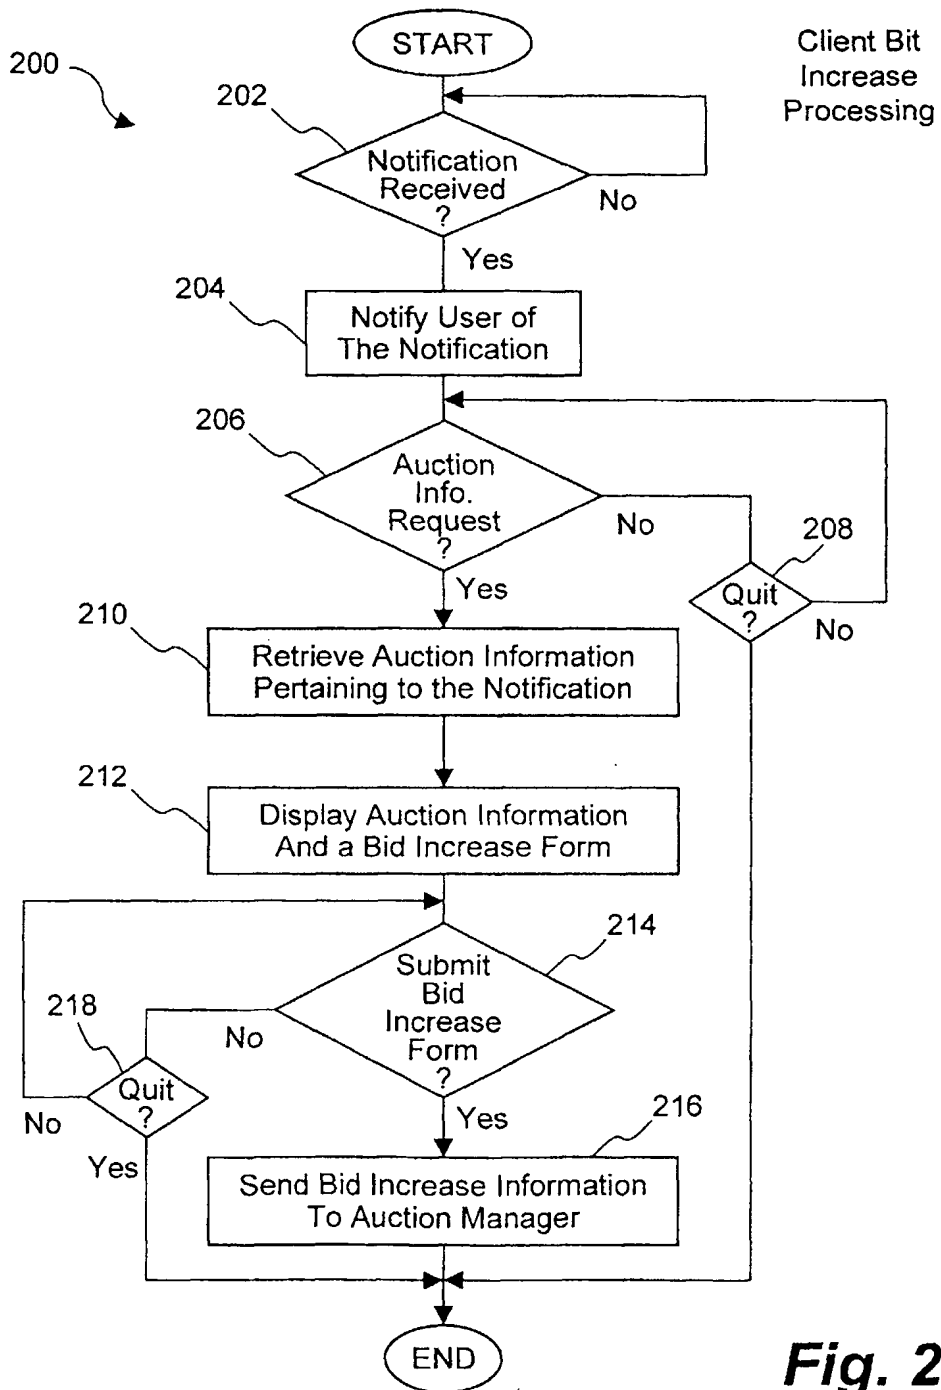 START
Client Bit
Increase
Processing
200
202
Notification
Received
?
No
Yes
204
Notify User of
The Notification
206
Auction
Info.
Request
?
No
208
Quit
?
No
Yes
210
Retrieve Auction Information
Pertaining to the Notification
212
Display Auction Information
And a Bid Increase Form
214
Submit
Bid
Increase
Form
?
No
218
Quit
?
No
Yes
Yes
216
Send Bid Increase Information
To Auction Manager
END
Fig. 2